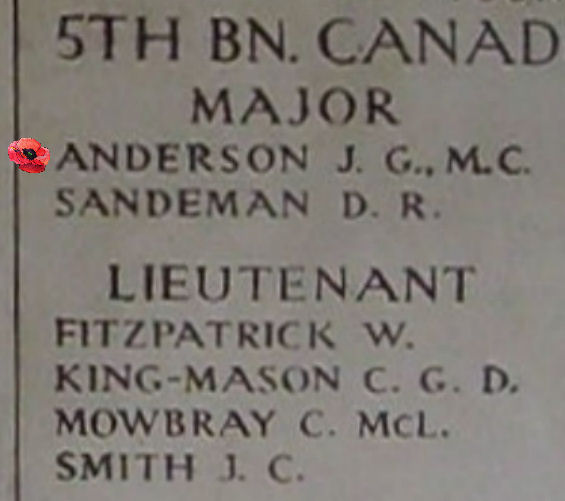 5TH BN. CANAD
MAJOR
ANDERSON J. G., M.C.
SANDEMAN D. R.
LIEUTENANT
FITZPATRICK W.
KING-MASON C. G. D.
MOWBRAY C. McL.
SMITH J. C.